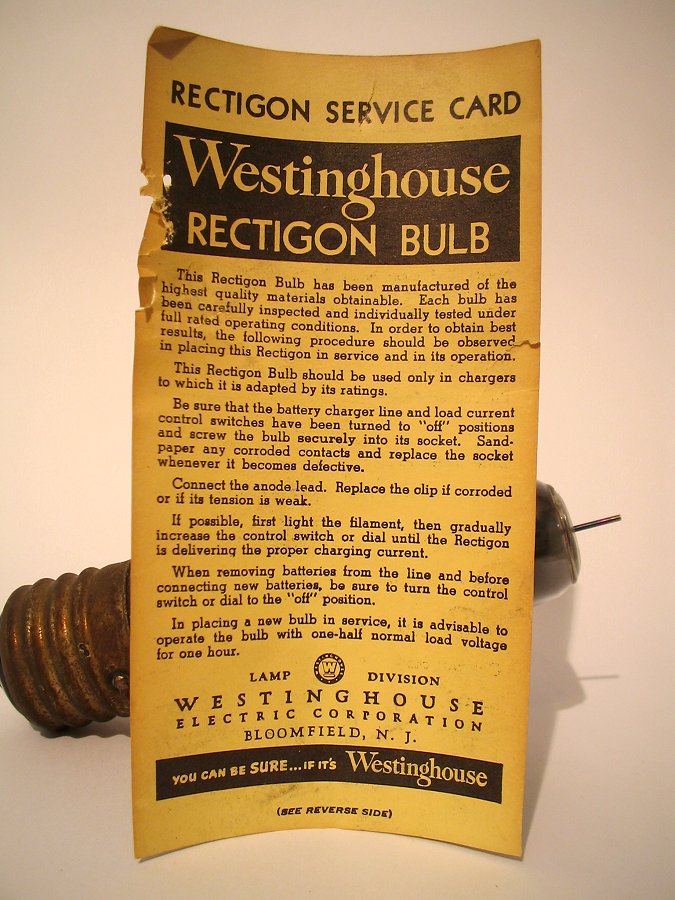 RECTIGON SERVICE CARD
Westinghouse
RECTIGON BULB
This Rectigon Bulb has been manufactured of the
highest quality materials obtainable. Each bulb has
been carefully inspected and individually tested under
full rated operating conditions. In order to obtain best
results, the following procedure should be observed
in placing this Rectigon in service and in its operation.
This Rectigon Bulb should be used only in chargers
to which it is adapted by its ratings.
Be sure that the battery charger line and load current
control switches have been turned to "off" positions
and screw the bulb securely into its socket. Sand-
paper any corroded contacts and replace the socket
whenever it becomes defective.
Connect the anode lead. Replace the clip if corroded
or if its tension is weak.
If possible, first light the filament, then gradually
increase the control switch or dial until the Rectigon
is delivering the proper charging current.
When removing batteries from the line and before
connecting new batteries, be sure to turn the control
switch or dial to the "off" position.
In placing a new bulb in service, it is advisable to
operate the bulb with one-half normal load voltage
for one hour.
LAMP W DIVISION
WESTINGHOUSE
ELECTRIC CORPORATION
BLOOMFIELD, N. J.
YOU CAN BE SURE...IF IT'S Westinghouse
(SEE REVERSE SIDE)